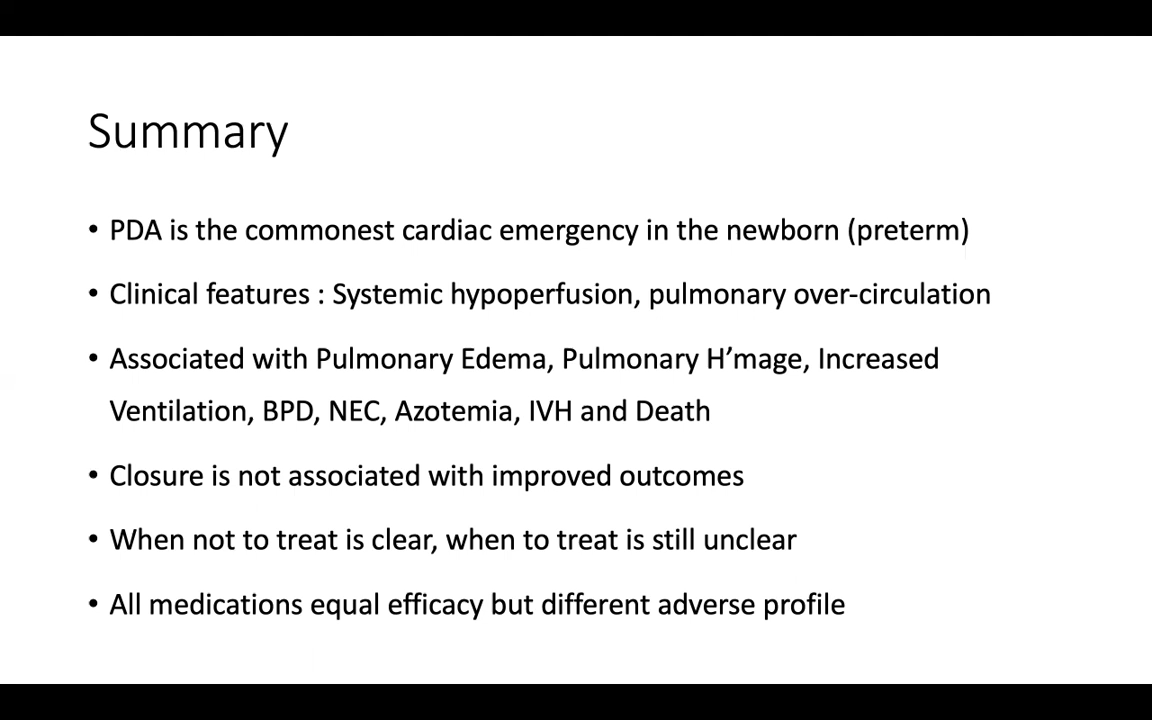 Summary
• PDA is the commonest cardiac emergency in the newborn (preterm)
• Clinical features : Systemic hypoperfusion, pulmonary over-circulation
• Associated with Pulmonary Edema, Pulmonary H’mage, Increased
Ventilation, BPD, NEC, Azotemia, IVH and Death
• Closure is not associated with improved outcomes
• When not to treat is clear, when to treat is still unclear
• All medications equal efficacy but different adverse profile